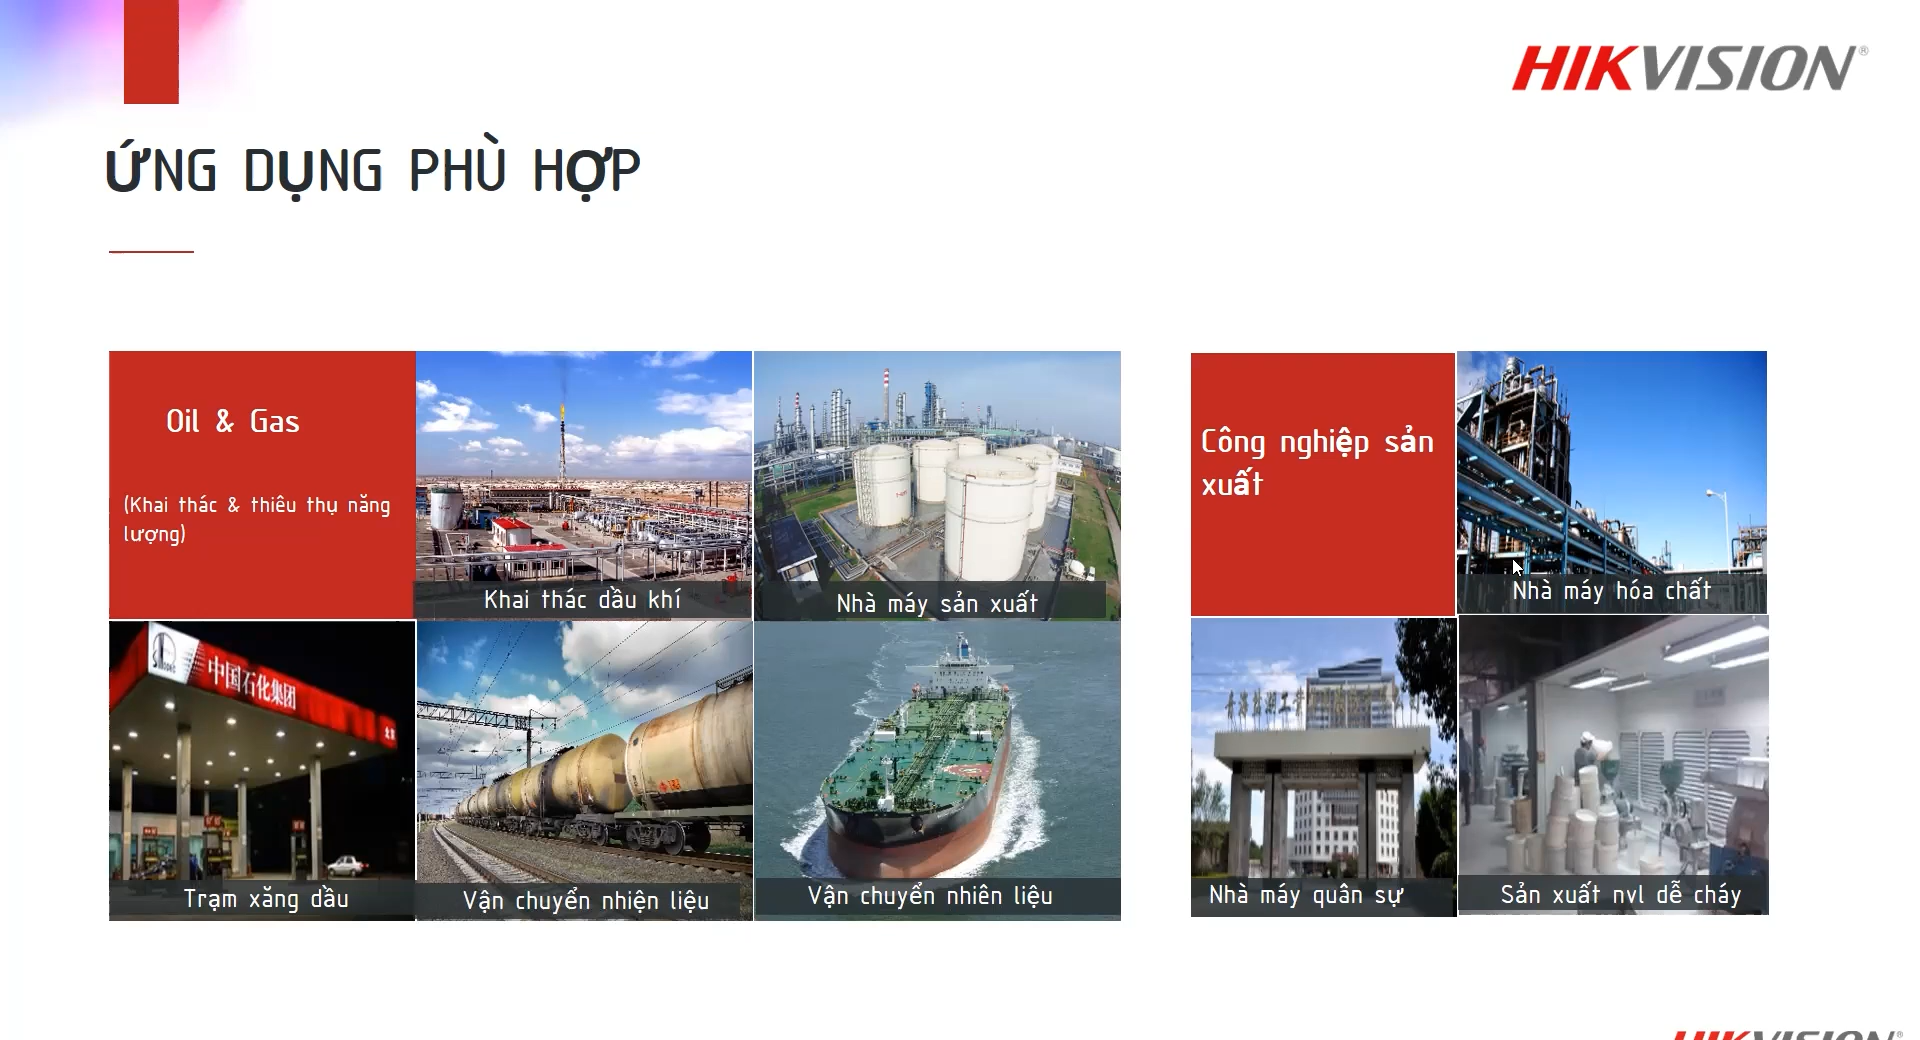 HIKVISION®
ỨNG DỤNG PHÙ HỢP
Oil & Gas
(Khai thác & thiêu thụ năng
lượng)
Khai thác dầu khí
Nhà máy sản xuất
中国石化集团
Trạm xăng dầu
Vận chuyển nhiện liệu
Vận chuyển nhiên liệu
Công nghiệp sản
xuất
Nhà máy hóa chất
Nhà máy quân sự
Sản xuất nvl dễ cháy
HIKVISION®